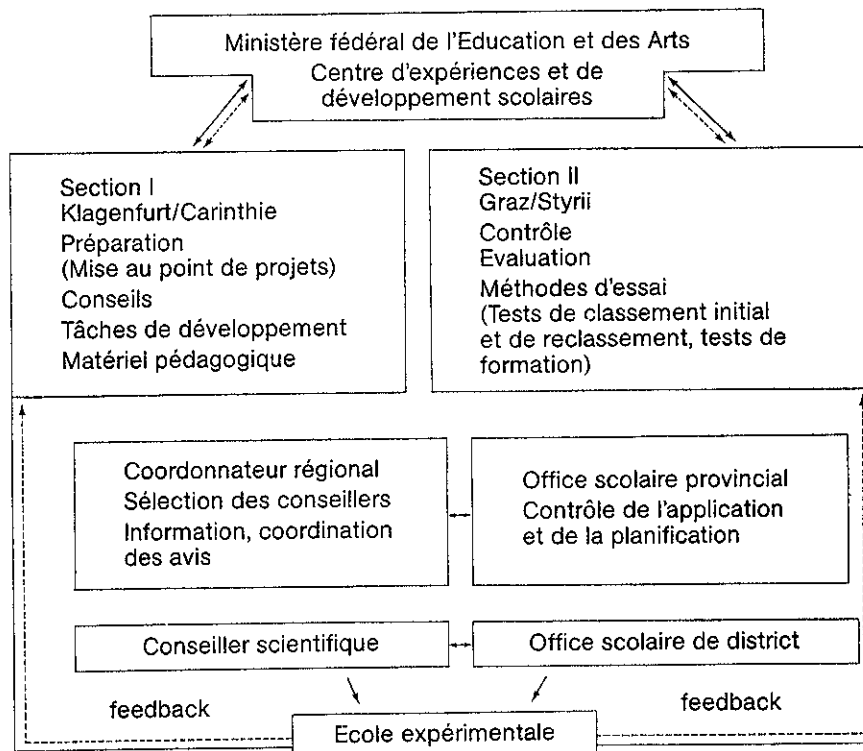 Ministère fédéral de l'Education et des Arts
Centre d'expériences et de
développement scolaires
Section I
Klagenfurt/Carinthie
Préparation
(Mise au point de projets)
Conseils
Tâches de développement
Matériel pédagogique
Section II
Graz/Styrii
Contrôle
Evaluation
Méthodes d'essai
(Tests de classement initial
et de reclassement, tests de
formation)
Coordonnateur régional
Sélection des conseillers
Information, coordination
des avis
Office scolaire provincial
Contrôle de l'application
et de la planification
Conseiller scientifique
Office scolaire de district
feedback
feedback
Ecole expérimentale